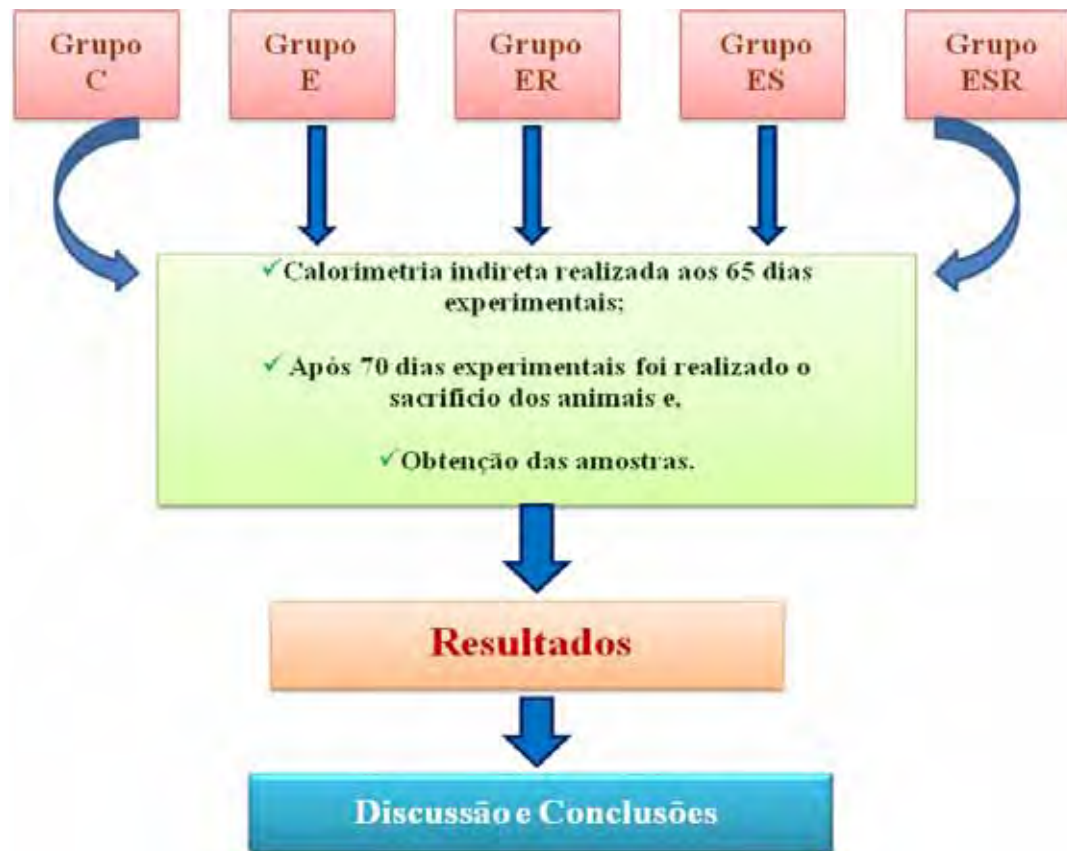 Grupo
C
Grupo
E
Grupo
ER
Grupo
ES
Grupo
ESR
✓Calorimetria indireta realizada aos 65 dias
experimentais;
✓ Após 70 dias experimentais foi realizado o
sacrifício dos animais e,
✓Obtenção das amostras.
Resultados
Discussão e Conclusões